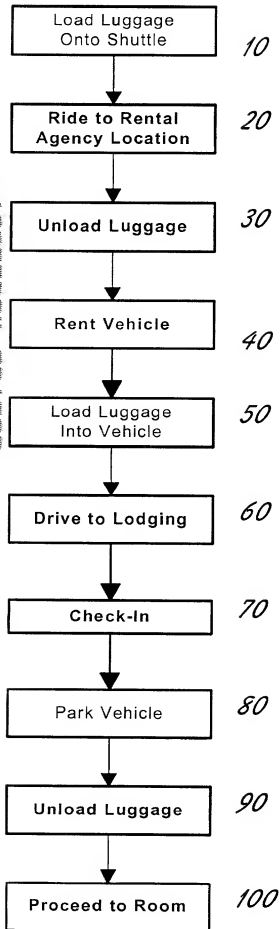 Load Luggage
Onto Shuttle
10
Ride to Rental
Agency Location
20
Unload Luggage
30
Rent Vehicle
40
Load Luggage
Into Vehicle
50
Drive to Lodging
60
Check-In
70
Park Vehicle
80
Unload Luggage
90
Proceed to Room
100